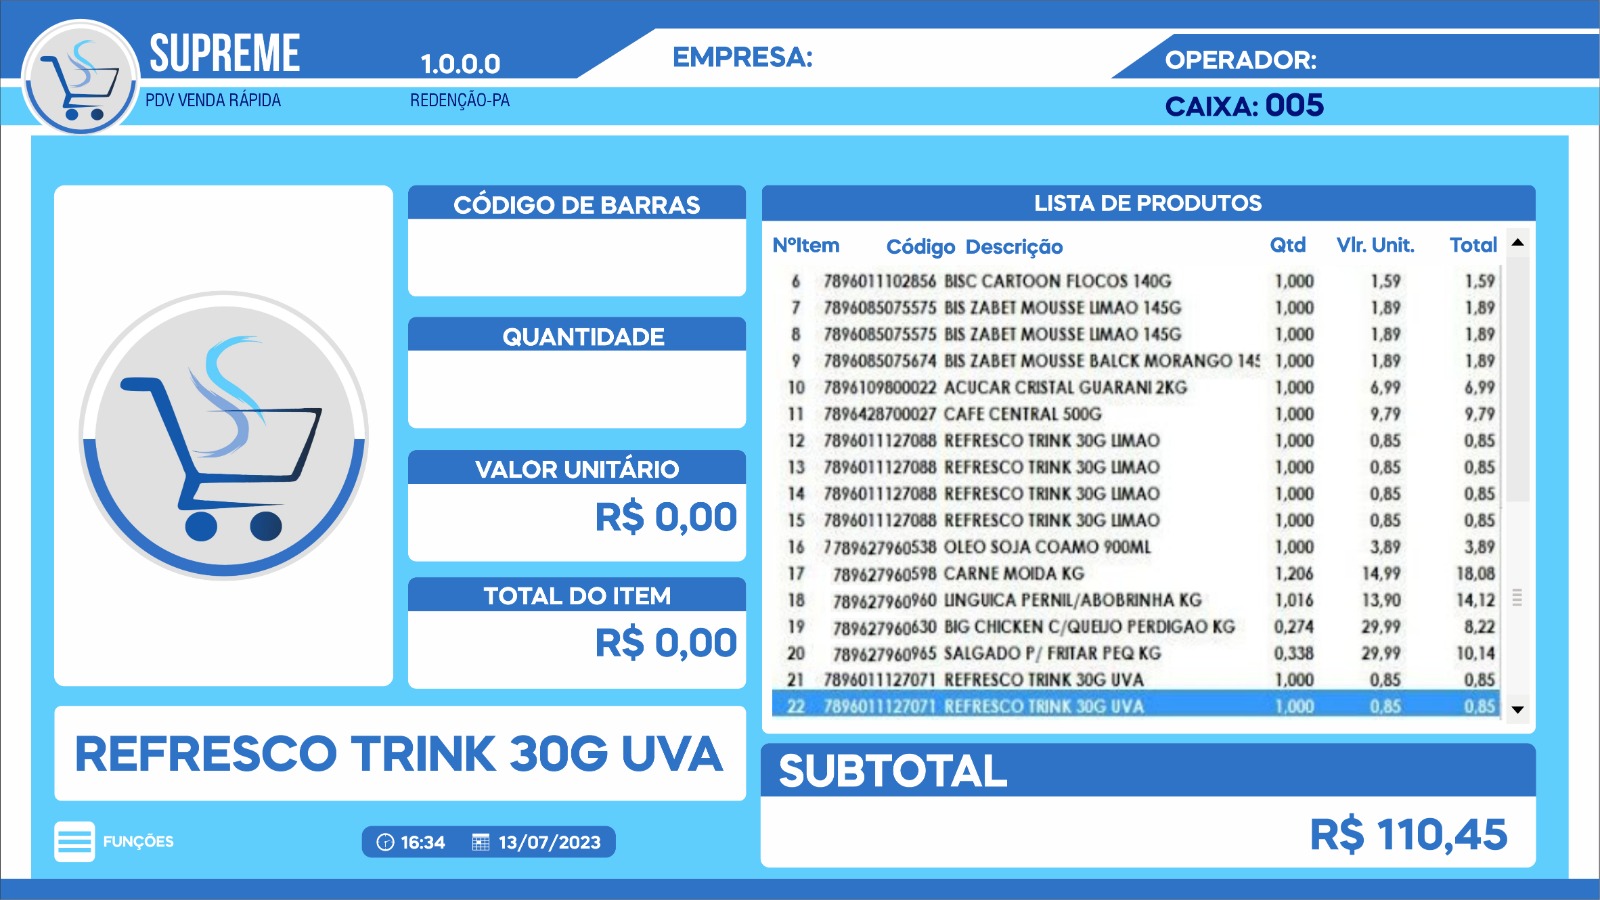 SUPREME
1.0.0.0
EMPRESA:
OPERADOR:
PDV VENDA RÁPIDA
REDENÇÃO-PA
CAIXA: 005
CÓDIGO DE BARRAS
QUANTIDADE
VALOR UNITÁRIO
R$ 0,00
TOTAL DO ITEM
R$ 0,00
LISTA DE PRODUTOS
NºItem Código Descrição Qtd Vlr. Unit. Total
6 7896011102856 BISC CARTOON FLOCOS 140G 1,000 1,59 1,59
7 7896085075575 BIS ZABET MOUSSE LIMAO 145G 1,000 1,89 1,89
8 7896085075575 BIS ZABET MOUSSE LIMAO 145G 1,000 1,89 1,89
9 7896085075674 BIS ZABET MOUSSE BALCK MORANGO 145 1,000 1,89 1,89
10 7896109800022 ACUCAR CRISTAL GUARANI 2KG 1,000 6,99 6,99
11 7896428700027 CAFE CENTRAL 500G 1,000 9,79 9,79
12 7896011127088 REFRESCO TRINK 30G LIMAO 1,000 0,85 0,85
13 7896011127088 REFRESCO TRINK 30G LIMAO 1,000 0,85 0,85
14 7896011127088 REFRESCO TRINK 30G LIMAO 1,000 0,85 0,85
15 7896011127088 REFRESCO TRINK 30G LIMAO 1,000 0,85 0,85
16 7789627960538 OLEO SOJA COAMO 900ML 1,000 3,89 3,89
17 789627960598 CARNE MOIDA KG 1,206 14,99 18,08
18 789627960960 LINGUICA PERNIL/ABOBRINHA KG 1,016 13,90 14,12
19 789627960630 BIG CHICKEN C/QUEIJO PERDIGAO KG 0,274 29,99 8,22
20 789627960965 SALGADO P/ FRITAR PEQ KG 0,338 29,99 10,14
21 7896011127071 REFRESCO TRINK 30G UVA 1,000 0,85 0,85
22 7896011127071 REFRESCO TRINK 30G UVA 1,000 0,85 0,85
REFRESCO TRINK 30G UVA
SUBTOTAL
R$ 110,45
FUNÇÕES
16:34 13/07/2023